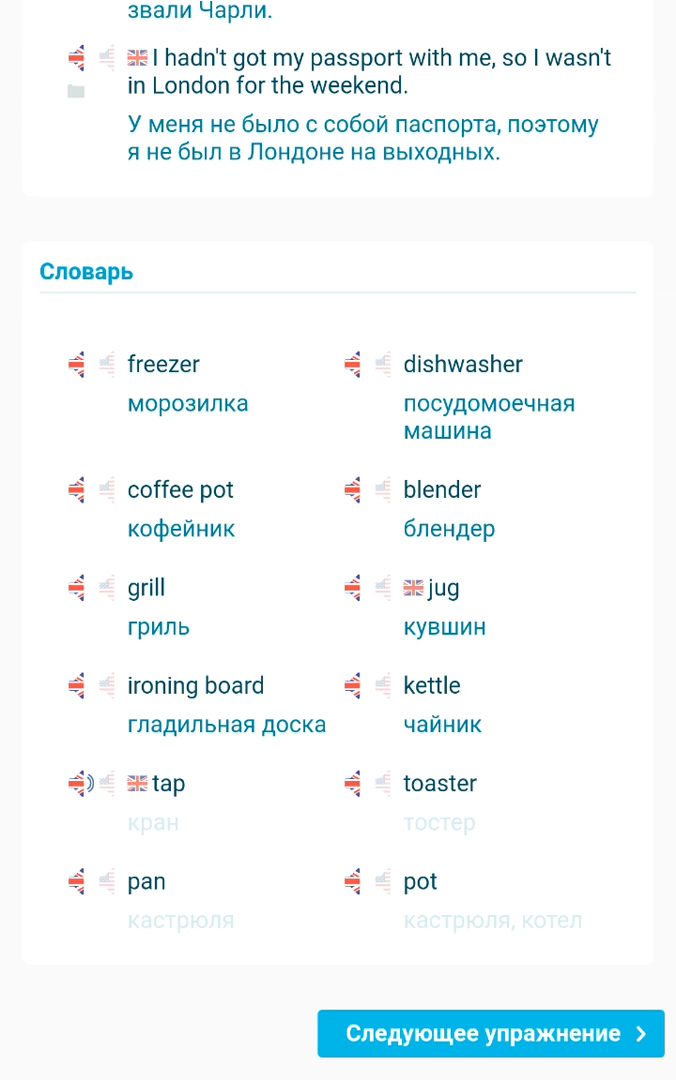 звали Чарли.
I hadn't got my passport with me, so I wasn't
in London for the weekend.
У меня не было с собой паспорта, поэтому
я не был в Лондоне на выходных.
Словарь
freezer
морозилка
dishwasher
посудомоечная
машина
coffee pot
кофейник
blender
блендер
grill
гриль
jug
кувшин
ironing board
гладильная доска
kettle
чайник
tap
кран
toaster
тостер
pan
кастрюля
pot
кастрюля, котел
Следующее упражнение